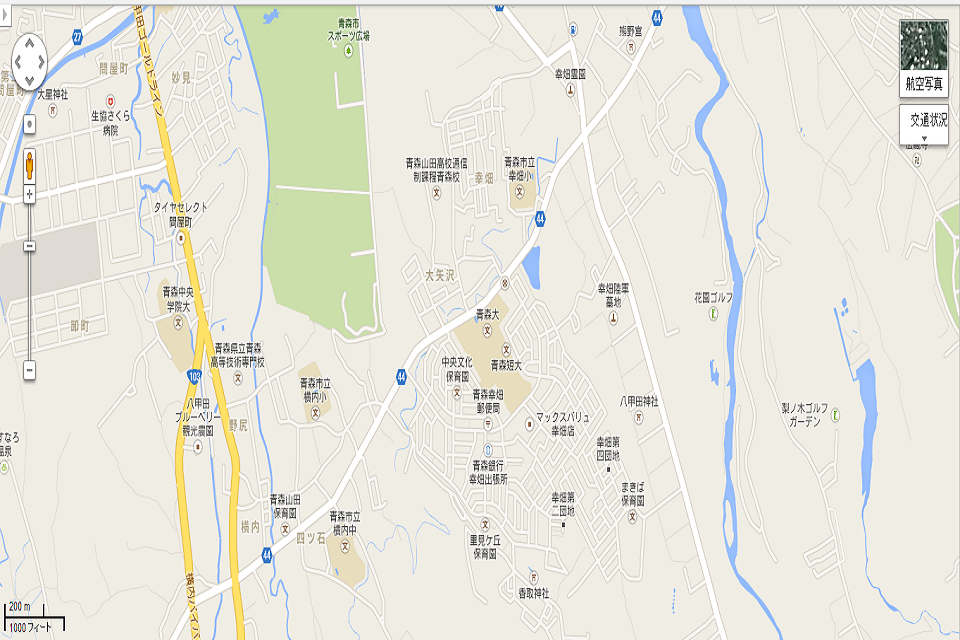 青森市
スポーツ広場
熊野宮
44
27
問屋町
妙見
幸畑霊園
航空写真
大星神社
生協さくら
病院
交通状況
青森山田高校通信
制課程青森校
幸畑
青森市立
幸畑小
タイヤセレクト
問屋町
44
大矢沢
青森中央
学院大
幸畑陸軍
墓地
花園ゴルフ
卸町
青森大
青森県立青森
高等技術専門校
中央文化
保育園
青森短大
103
44
青森市立
横内小
青森幸畑
郵便局
八甲田
ブルーベリー
観光農園
野尻
マックスバリュ
幸畑店
八甲田神社
梨ノ木ゴルフ
ガーデン
幸畑第
四団地
青森銀行
幸畑出張所
まきば
保育園
青森山田
保育園
幸畑第
二団地
青森市立
横内中
横内
四ツ石
里見ケ丘
保育園
44
香取神社
横内バイパ
200 m
1000 フィート